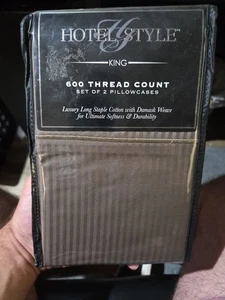 HOTEL STYLE™
KING
600 THREAD COUNT
SET OF 2 PILLOWCASES
Luxury Long Staple Cotton with Damask Weave
for Ultimate Softness & Durability